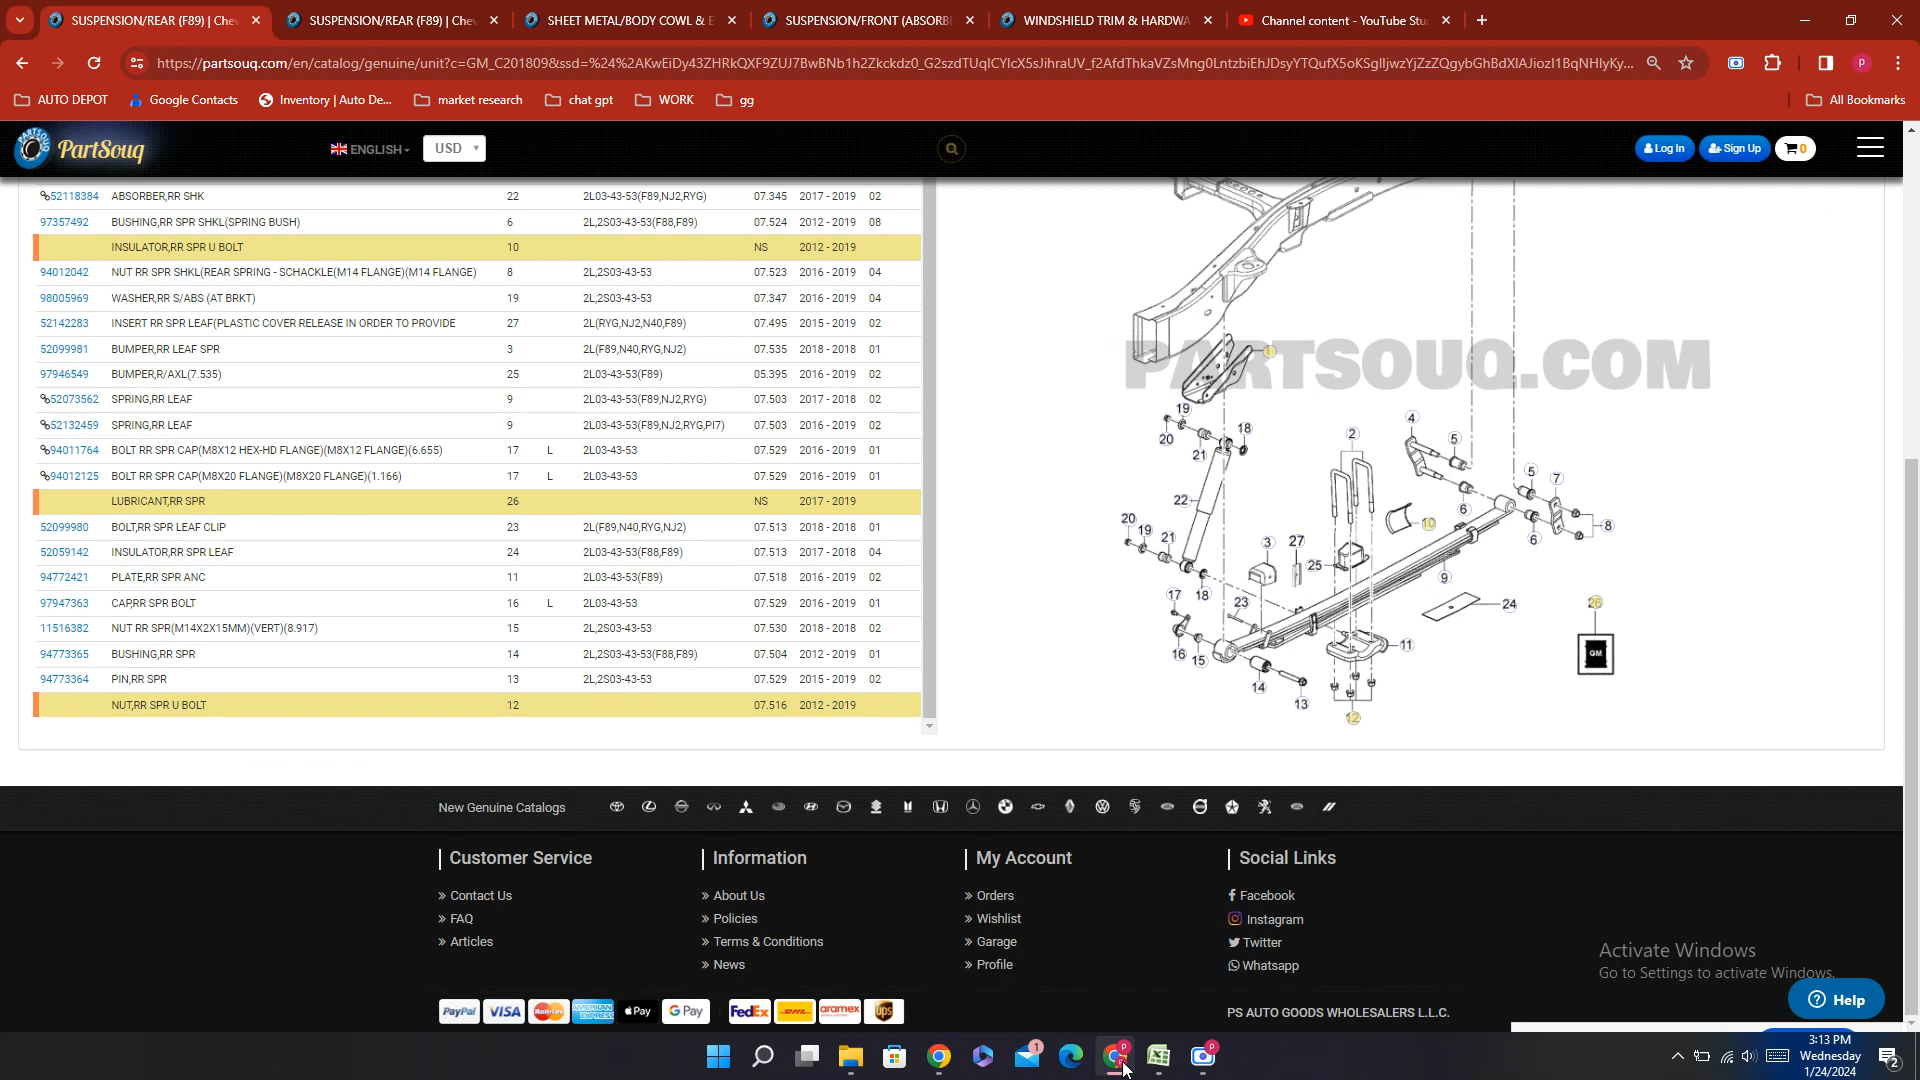 SUSPENSION/REAR (F89) | Chev
SUSPENSION/REAR (F89) | Chev
SHEET METAL/BODY COWL & E
SUSPENSION/FRONT (ABSORBE
WINDSHIELD TRIM & HARDWA
Channel content - YouTube Stu
AUTO DEPOT
Google Contacts
Inventory | Auto De...
market research
chat gpt
WORK
gg
All Bookmarks
PARTSOUQ
PartSouq
ENGLISH
USD
Log In
Sign Up
0
52118384 ABSORBER,RR SHK 22 2L03-43-53(F89,NJ2,RYG) 07.345 2017 - 2019 02
97357492 BUSHING,RR SPR SHKL(SPRING BUSH) 6 2L,2S03-43-53(F88,F89) 07.524 2012 - 2019 08
INSULATOR,RR SPR U BOLT 10 NS 2012 - 2019
94012042 NUT RR SPR SHKL(REAR SPRING - SCHACKLE(M14 FLANGE)(M14 FLANGE) 8 2L,2S03-43-53 07.523 2016 - 2019 04
98005969 WASHER,RR S/ABS (AT BRKT) 19 2L,2S03-43-53 07.347 2016 - 2019 04
52142283 INSERT RR SPR LEAF(PLASTIC COVER RELEASE IN ORDER TO PROVIDE 27 2L(RYG,NJ2,N40,F89) 07.495 2015 - 2019 02
52099981 BUMPER,RR LEAF SPR 3 2L(F89,N40,RYG,NJ2) 07.535 2018 - 2018 01
97946549 BUMPER,R/AXL(7.535) 25 2L03-43-53(F89) 05.395 2016 - 2019 02
52073562 SPRING,RR LEAF 9 2L03-43-53(F89,NJ2,RYG) 07.503 2017 - 2018 02
52132459 SPRING,RR LEAF 9 2L03-43-53(F89,NJ2,RYG,PI7) 07.503 2016 - 2019 02
94011764 BOLT RR SPR CAP(M8X12 HEX-HD FLANGE)(M8X12 FLANGE)(6.655) 17 L 2L03-43-53 07.529 2016 - 2019 01
94012125 BOLT RR SPR CAP(M8X20 FLANGE)(M8X20 FLANGE)(1.166) 17 L 2L03-43-53 07.529 2016 - 2019 01
LUBRICANT,RR SPR 26 NS 2017 - 2019
52099980 BOLT,RR SPR LEAF CLIP 23 2L(F89,N40,RYG,NJ2) 07.513 2018 - 2018 01
52059142 INSULATOR,RR SPR LEAF 24 2L03-43-53(F88,F89) 07.513 2017 - 2018 04
94772421 PLATE,RR SPR ANC 11 2L03-43-53(F89) 07.518 2016 - 2019 02
97947363 CAP,RR SPR BOLT 16 L 2L03-43-53 07.529 2016 - 2019 01
11516382 NUT RR SPR(M14X2X15MM)(VERT)(8.917) 15 2L,2S03-43-53 07.530 2018 - 2018 02
94773365 BUSHING,RR SPR 14 2L,2S03-43-53(F88,F89) 07.504 2012 - 2019 01
94773364 PIN,RR SPR 13 2L,2S03-43-53 07.529 2015 - 2019 02
NUT,RR SPR U BOLT 12 07.516 2012 - 2019
PARTSOUQ.COM
1
19
20
21
18
22
4
5
2
5
7
6
8
6
10
9
3
27
25
20
19
21
18
17
23
24
26
16
15
11
14
13
12
GM
New Genuine Catalogs
Customer Service
Contact Us
FAQ
Articles
Information
About Us
Policies
Terms & Conditions
News
My Account
Orders
Wishlist
Garage
Profile
Social Links
Facebook
Instagram
Twitter
Whatsapp
PayPal VISA MasterCard AMERICAN EXPRESS Pay G Pay FedEx DHL aramex ups
PS AUTO GOODS WHOLESALERS L.L.C.
Activate Windows
Go to Settings to activate Windows.
Help
3:13 PM
Wednesday
1/24/2024
1
2